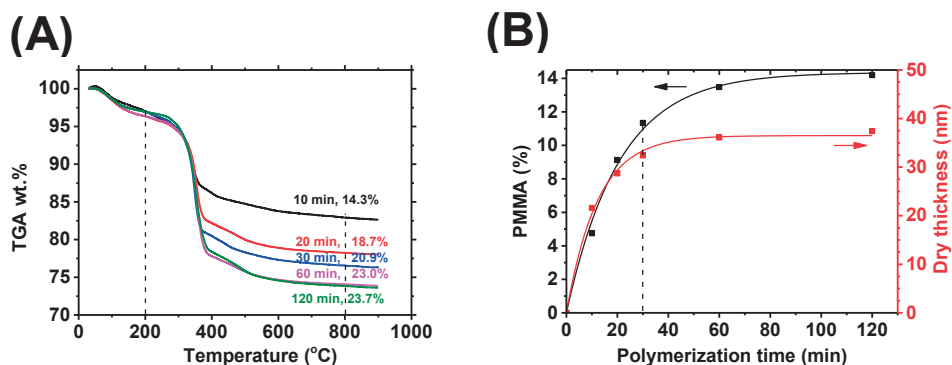 (A)
TGA wt.%
100
95
90
85
80
75
70
10 min, 14.3%
20 min, 18.7%
30 min, 20.9%
60 min, 23.0%
120 min, 23.7%
0 200 400 600 800 1000
Temperature (°C)
(B)
PMMA (%)
14
12
10
8
6
4
2
0
50
40
30
20
10
0
Dry thickness (nm)
0 20 40 60 80 100 120
Polymerization time (min)